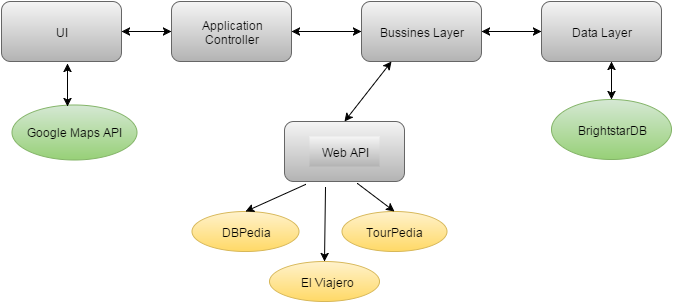 UI
Application
Controller
Bussines Layer
Data Layer
Google Maps API
BrightstarDB
Web API
DBPedia
TourPedia
El Viajero